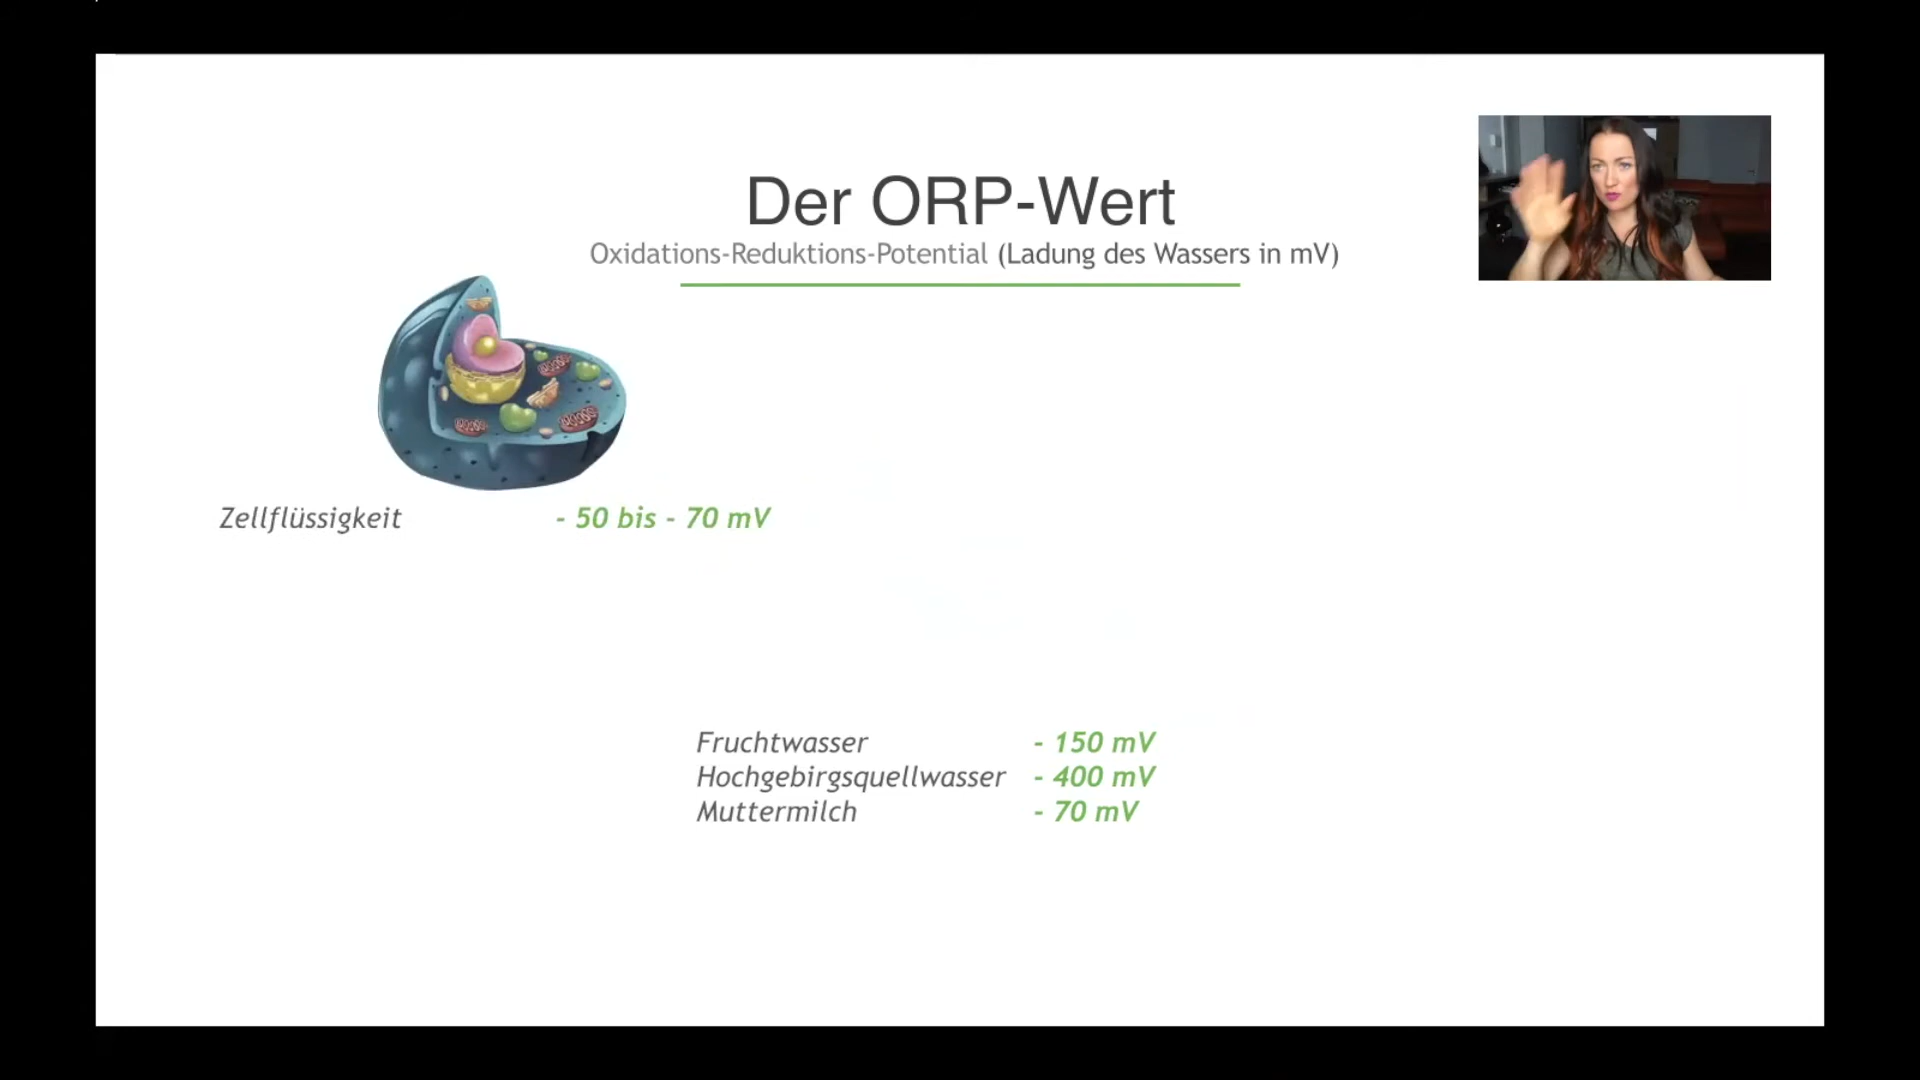 Der ORP-Wert
Oxidations-Reduktions-Potential (Ladung des Wassers in mV)
Zellflüssigkeit - 50 bis - 70 mV
Fruchtwasser - 150 mV
Hochgebirgsquellwasser - 400 mV
Muttermilch - 70 mV